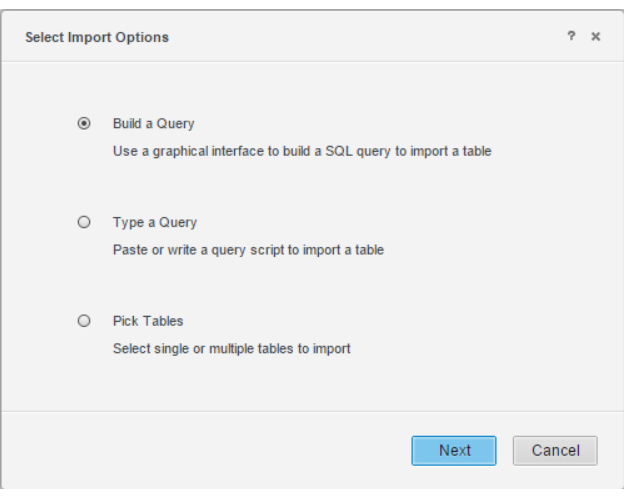 Select Import Options ? ×
Build a Query
Use a graphical interface to build a SQL query to import a table
Type a Query
Paste or write a query script to import a table
Pick Tables
Select single or multiple tables to import
Next Cancel